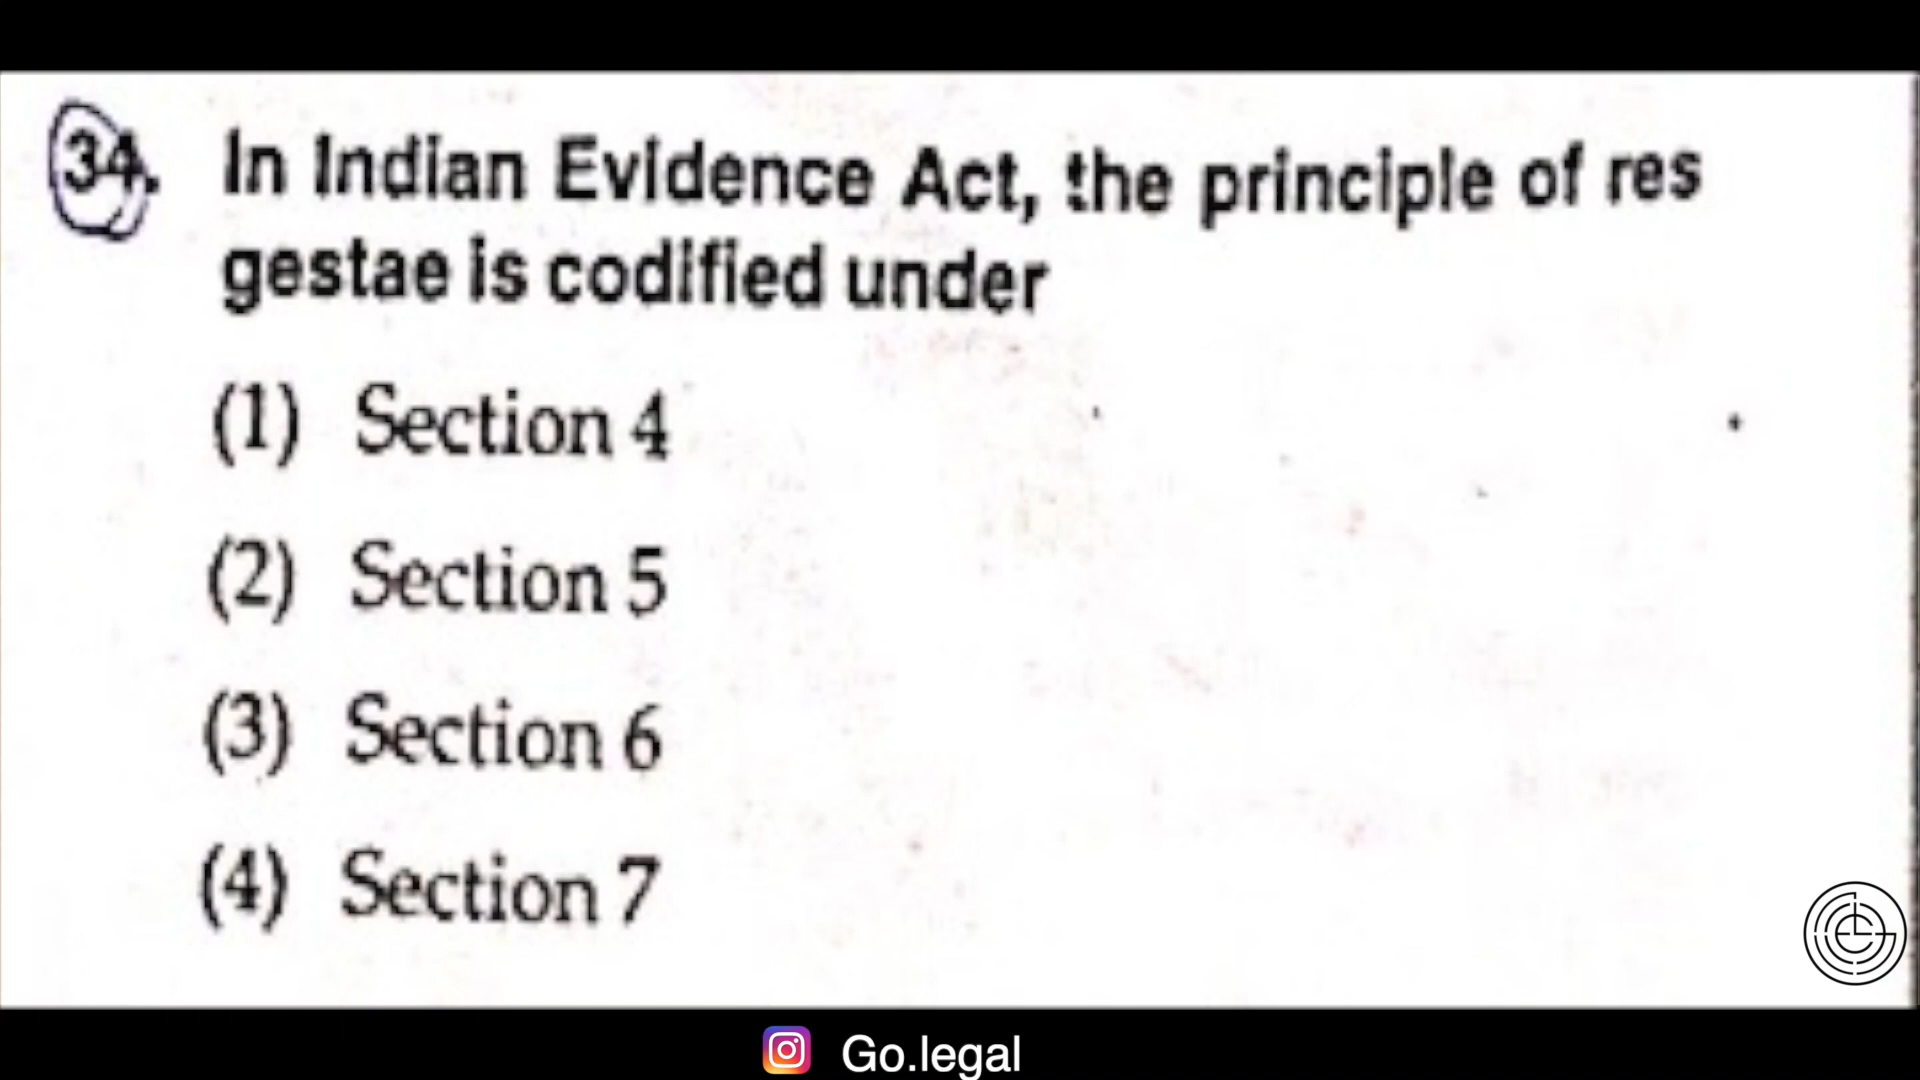 34. In Indian Evidence Act, the principle of res
gestae is codified under
(1) Section 4
(2) Section 5
(3) Section 6
(4) Section 7
Go.legal